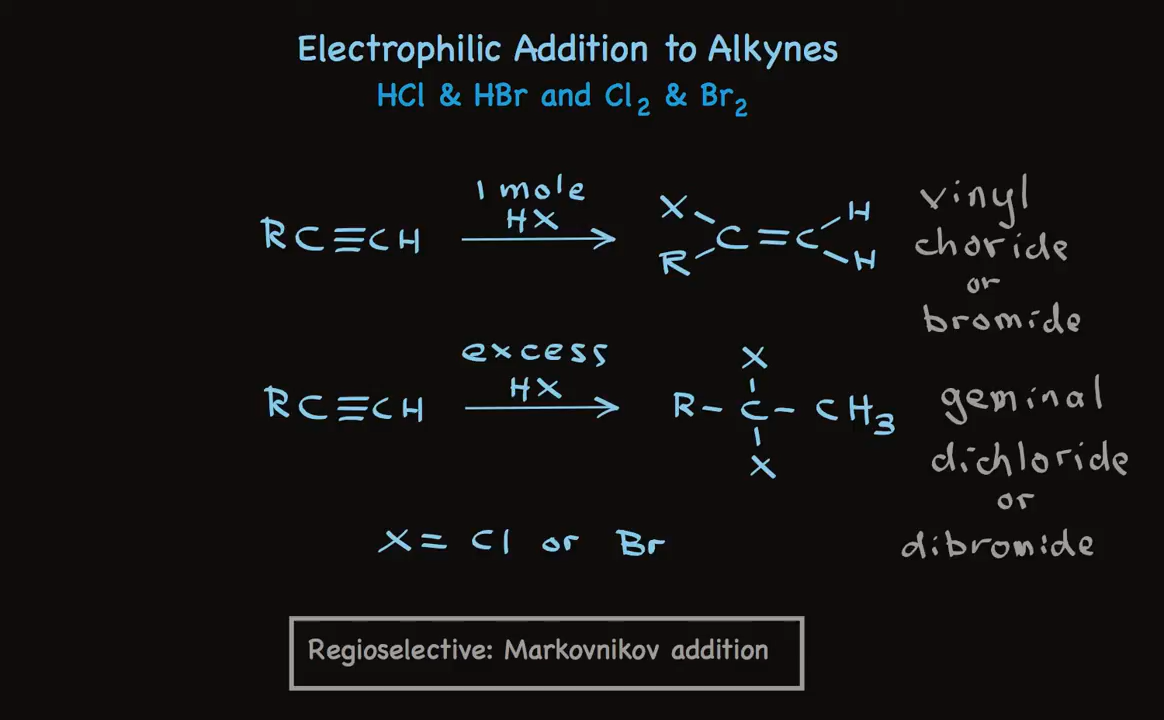 Electrophilic Addition to Alkynes
HCl & HBr and Cl₂ & Br₂
1 mole
HX
RC≡CH
X
R
C=C
H
H
vinyl
choride
or
bromide
excess
HX
RC≡CH
X
R-C-CH₃
X
geminal
dichloride
or
dibromide
X= Cl or Br
Regioselective: Markovnikov addition